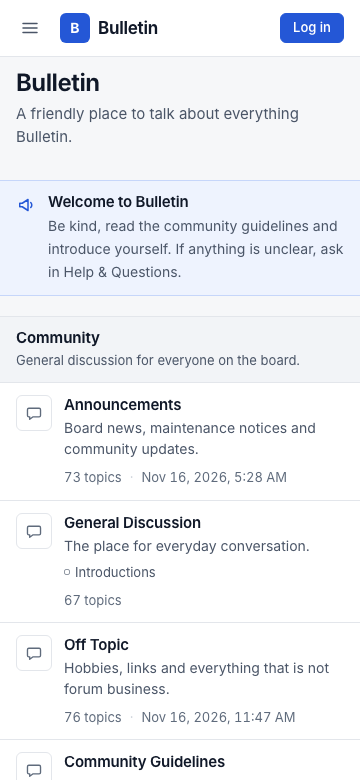 B Bulletin Log in
Bulletin
A friendly place to talk about everything
Bulletin.
Welcome to Bulletin
Be kind, read the community guidelines and
introduce yourself. If anything is unclear, ask
in Help & Questions.
Community
General discussion for everyone on the board.
Announcements
Board news, maintenance notices and
community updates.
73 topics · Nov 16, 2026, 5:28 AM
General Discussion
The place for everyday conversation.
Introductions
67 topics
Off Topic
Hobbies, links and everything that is not
forum business.
76 topics · Nov 16, 2026, 11:47 AM
Community Guidelines